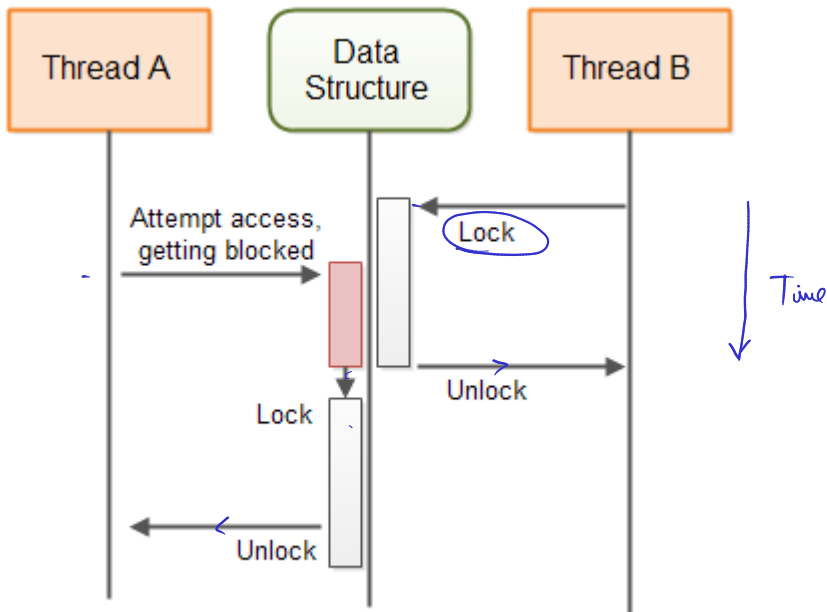 Thread A
Data
Structure
Thread B
Attempt access,
getting blocked
Lock
Time
Unlock
Lock
Unlock